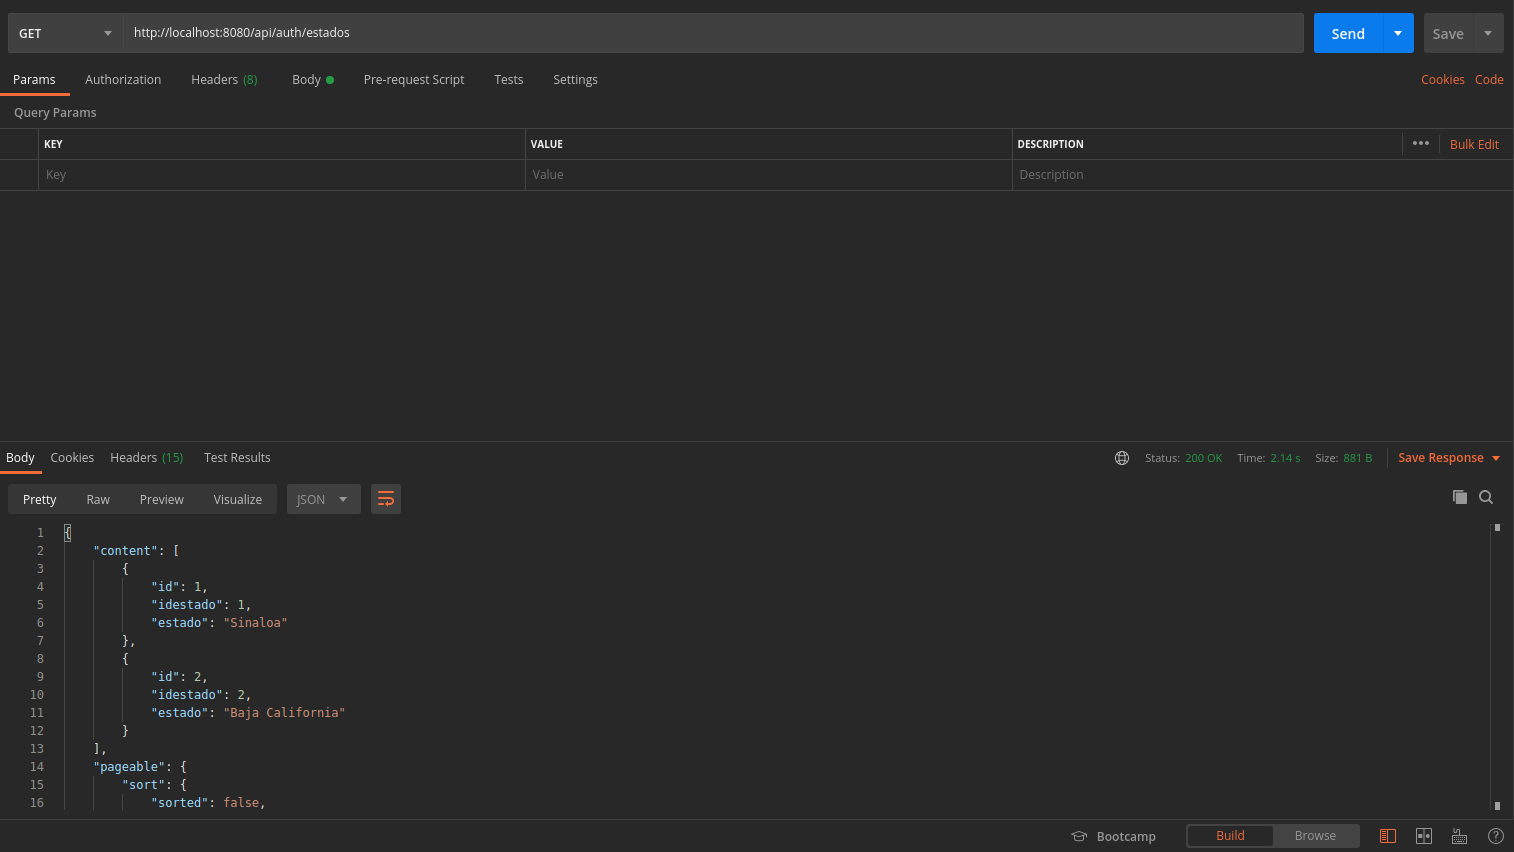 GET http://localhost:8080/api/auth/estados Send Save
Params Authorization Headers (8) Body Pre-request Script Tests Settings Cookies Code
Query Params
KEY VALUE DESCRIPTION ••• Bulk Edit
Key Value Description
Body Cookies Headers (15) Test Results Status: 200 OK Time: 2.14 s Size: 881 B Save Response
Pretty Raw Preview Visualize JSON
1 {
2 "content": [
3 {
4 "id": 1,
5 "idestado": 1,
6 "estado": "Sinaloa"
7 },
8 {
9 "id": 2,
10 "idestado": 2,
11 "estado": "Baja California"
12 }
13 ],
14 "pageable": {
15 "sort": {
16 "sorted": false,
Bootcamp Build Browse ?